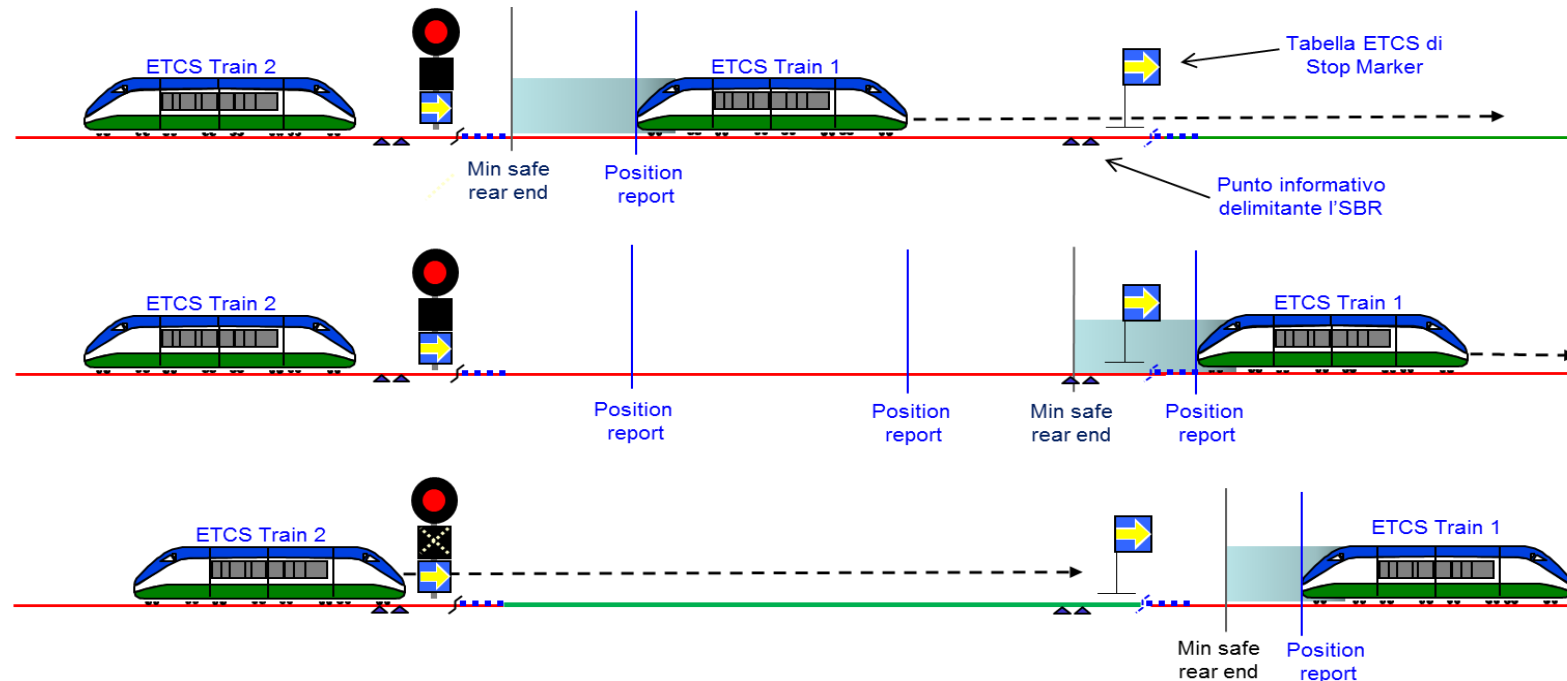 ETCS Train 2
ETCS Train 1
Tabella ETCS di
Stop Marker
Min safe
rear end
Position
report
Punto informativo
delimitante l'SBR
ETCS Train 2
ETCS Train 1
Position
report
Position
report
Min safe
rear end
Position
report
ETCS Train 2
ETCS Train 1
Min safe
rear end
Position
report